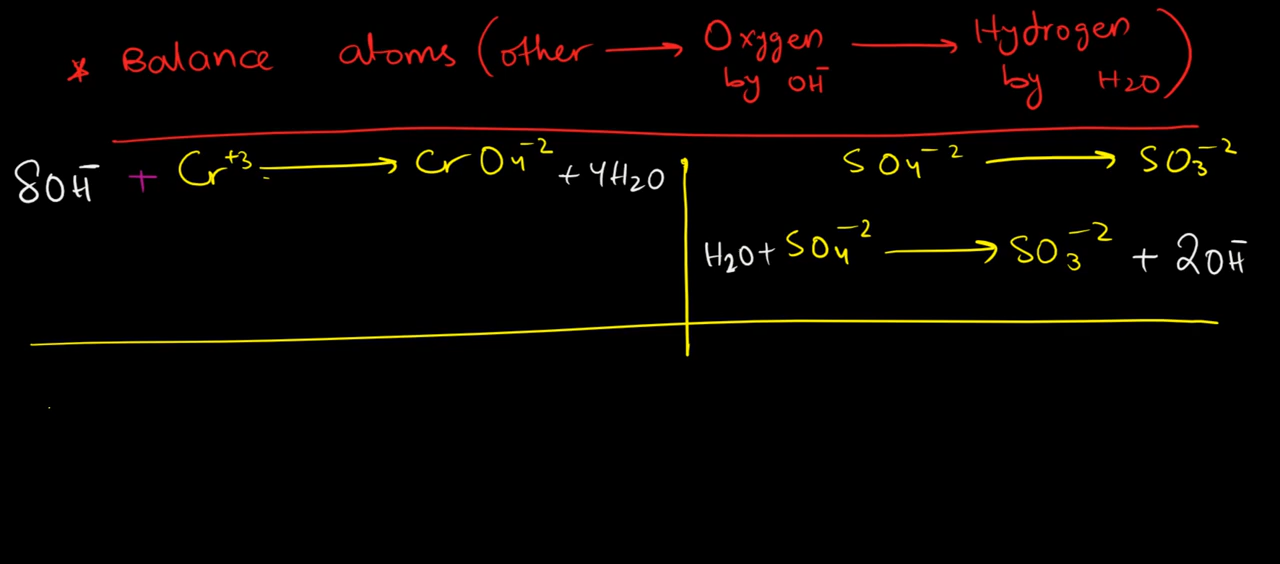 * Balance atoms (other → Oxygen by OH⁻ → Hydrogen by H2O)
8OH⁻ + Cr⁺³ → CrO₄⁻² + 4H2O
SO₄⁻² → SO₃⁻²
H₂O + SO₄⁻² → SO₃⁻² + 2OH⁻